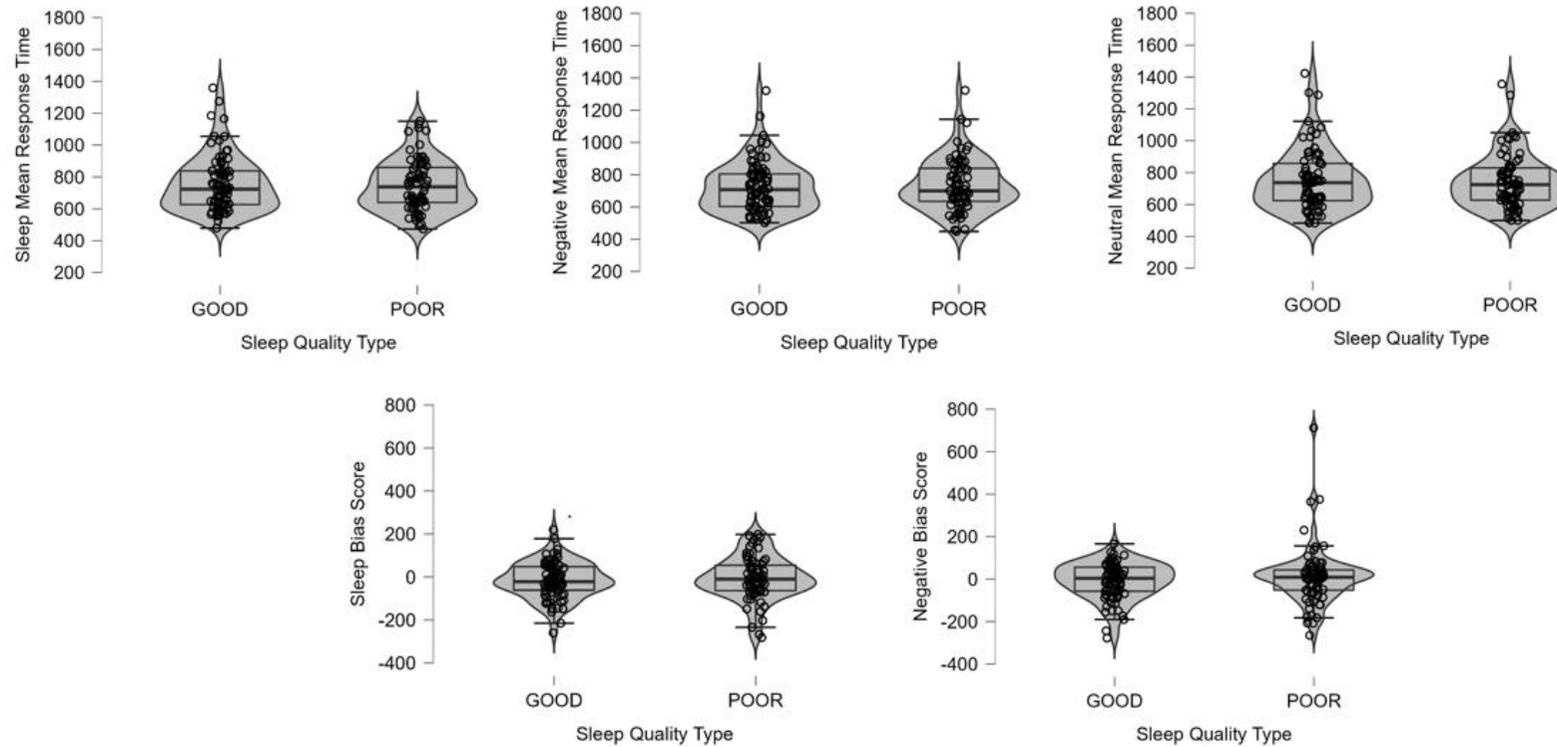 Sleep Mean Response Time
1800
1600
1400
1200
1000
800
600
400
200
GOOD
POOR
Sleep Quality Type
Negative Mean Response Time
1800
1600
1400
1200
1000
800
600
400
200
GOOD
POOR
Sleep Quality Type
Neutral Mean Response Time
1800
1600
1400
1200
1000
800
600
400
200
GOOD
POOR
Sleep Quality Type
Sleep Bias Score
800
600
400
200
0
-200
-400
GOOD
POOR
Sleep Quality Type
Negative Bias Score
800
600
400
200
0
-200
-400
GOOD
POOR
Sleep Quality Type